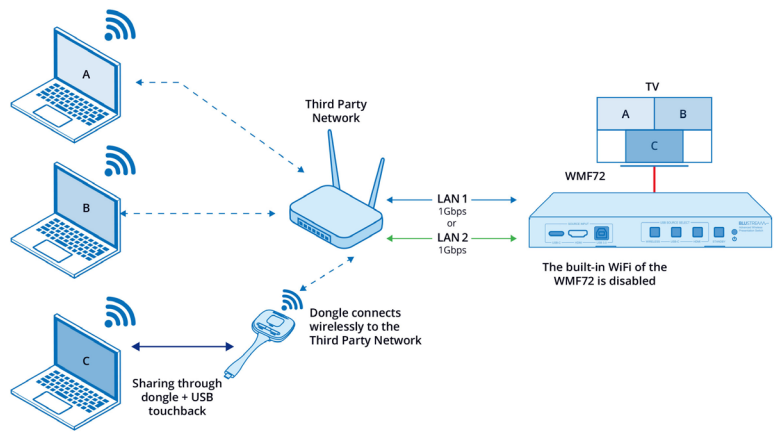 A
Third Party
Network
TV
A
B
C
WMF72
B
LAN 1
1Gbps
or
LAN 2
1Gbps
The built-in WiFi of the
WMF72 is disabled
C
Dongle connects
wirelessly to the
Third Party Network
Sharing through
dongle + USB
touchback